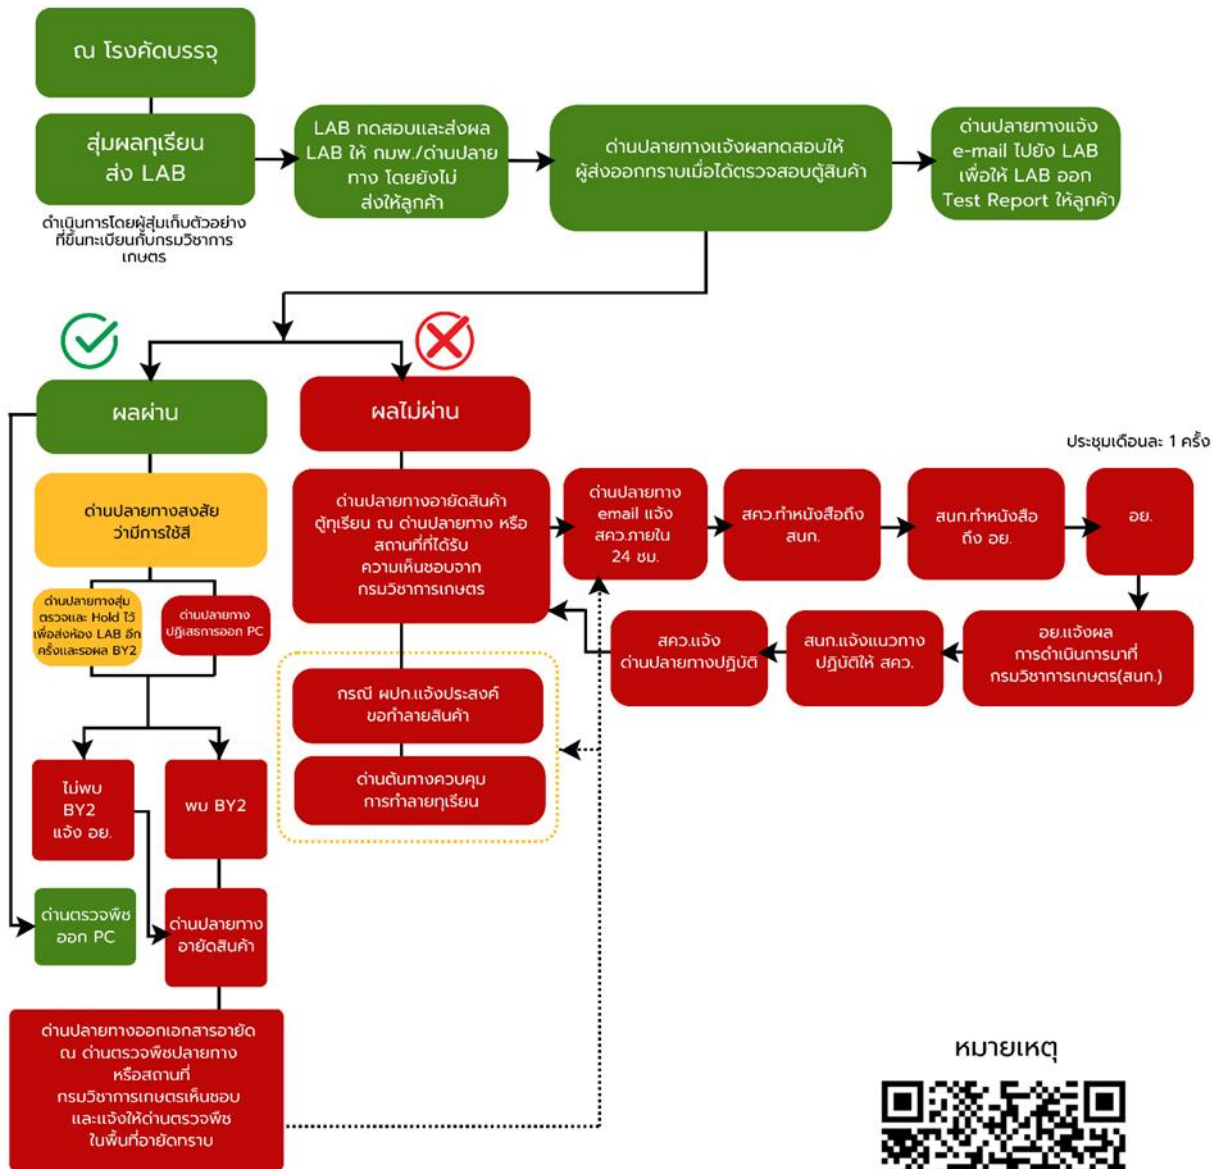 ณ โรงคัดบรรจุ
สุ่มผลทุเรียน
ส่ง LAB
ดำเนินการโดยผู้สุ่มเก็บตัวอย่าง
ที่ขึ้นทะเบียนกับกรมวิชาการ
เกษตร
LAB ทดสอบและส่งผล
LAB ให้ กมพ./ด่านปลาย
ทาง โดยยังไม่
ส่งให้ลูกค้า
ด่านปลายทางแจ้งผลทดสอบให้
ผู้ส่งออกทราบเมื่อได้ตรวจสอบตู้สินค้า
ด่านปลายทางแจ้ง
e-mail ไปยัง LAB
เพื่อให้ LAB ออก
Test Report ให้ลูกค้า
ผลผ่าน
ผลไม่ผ่าน
ประชุมเดือนละ 1 ครั้ง
ด่านปลายทางสงสัย
ว่ามีการใช้สี
ด่านปลายทางอายัดสินค้า
ตู้ทุเรียน ณ ด่านปลายทาง หรือ
สถานที่ที่ได้รับ
ความเห็นชอบจาก
กรมวิชาการเกษตร
ด่านปลายทาง
email แจ้ง
สคว.ภายใน
24 ชม.
สคว.ทำหนังสือถึง
สนก.
สนก.ทำหนังสือ
ถึง อย.
อย.
ด่านปลายทางสุ่ม
ตรวจและ Hold ไว้
เพื่อส่งห้อง LAB อีก
ครั้งและรอผล BY2
ด่านปลายทาง
ปฏิเสธการออก PC
สคว.แจ้ง
ด่านปลายทางปฏิบัติ
สนก.แจ้งแนวทาง
ปฏิบัติให้ สคว.
อย.แจ้งผล
การดำเนินการมาที่
กรมวิชาการเกษตร(สนก.)
กรณี ผปก.แจ้งประสงค์
ขอทำลายสินค้า
ด่านต้นทางควบคุม
การทำลายทุเรียน
ไม่พบ
BY2
แจ้ง อย.
พบ BY2
ด่านตรวจพืช
ออก PC
ด่านปลายทาง
อายัดสินค้า
ด่านปลายทางออกเอกสารอายัด
ณ ด่านตรวจพืชปลายทาง
หรือสถานที่
กรมวิชาการเกษตรเห็นชอบ
และแจ้งให้ด่านตรวจพืช
ในพื้นที่อายัดทราบ
หมายเหตุ